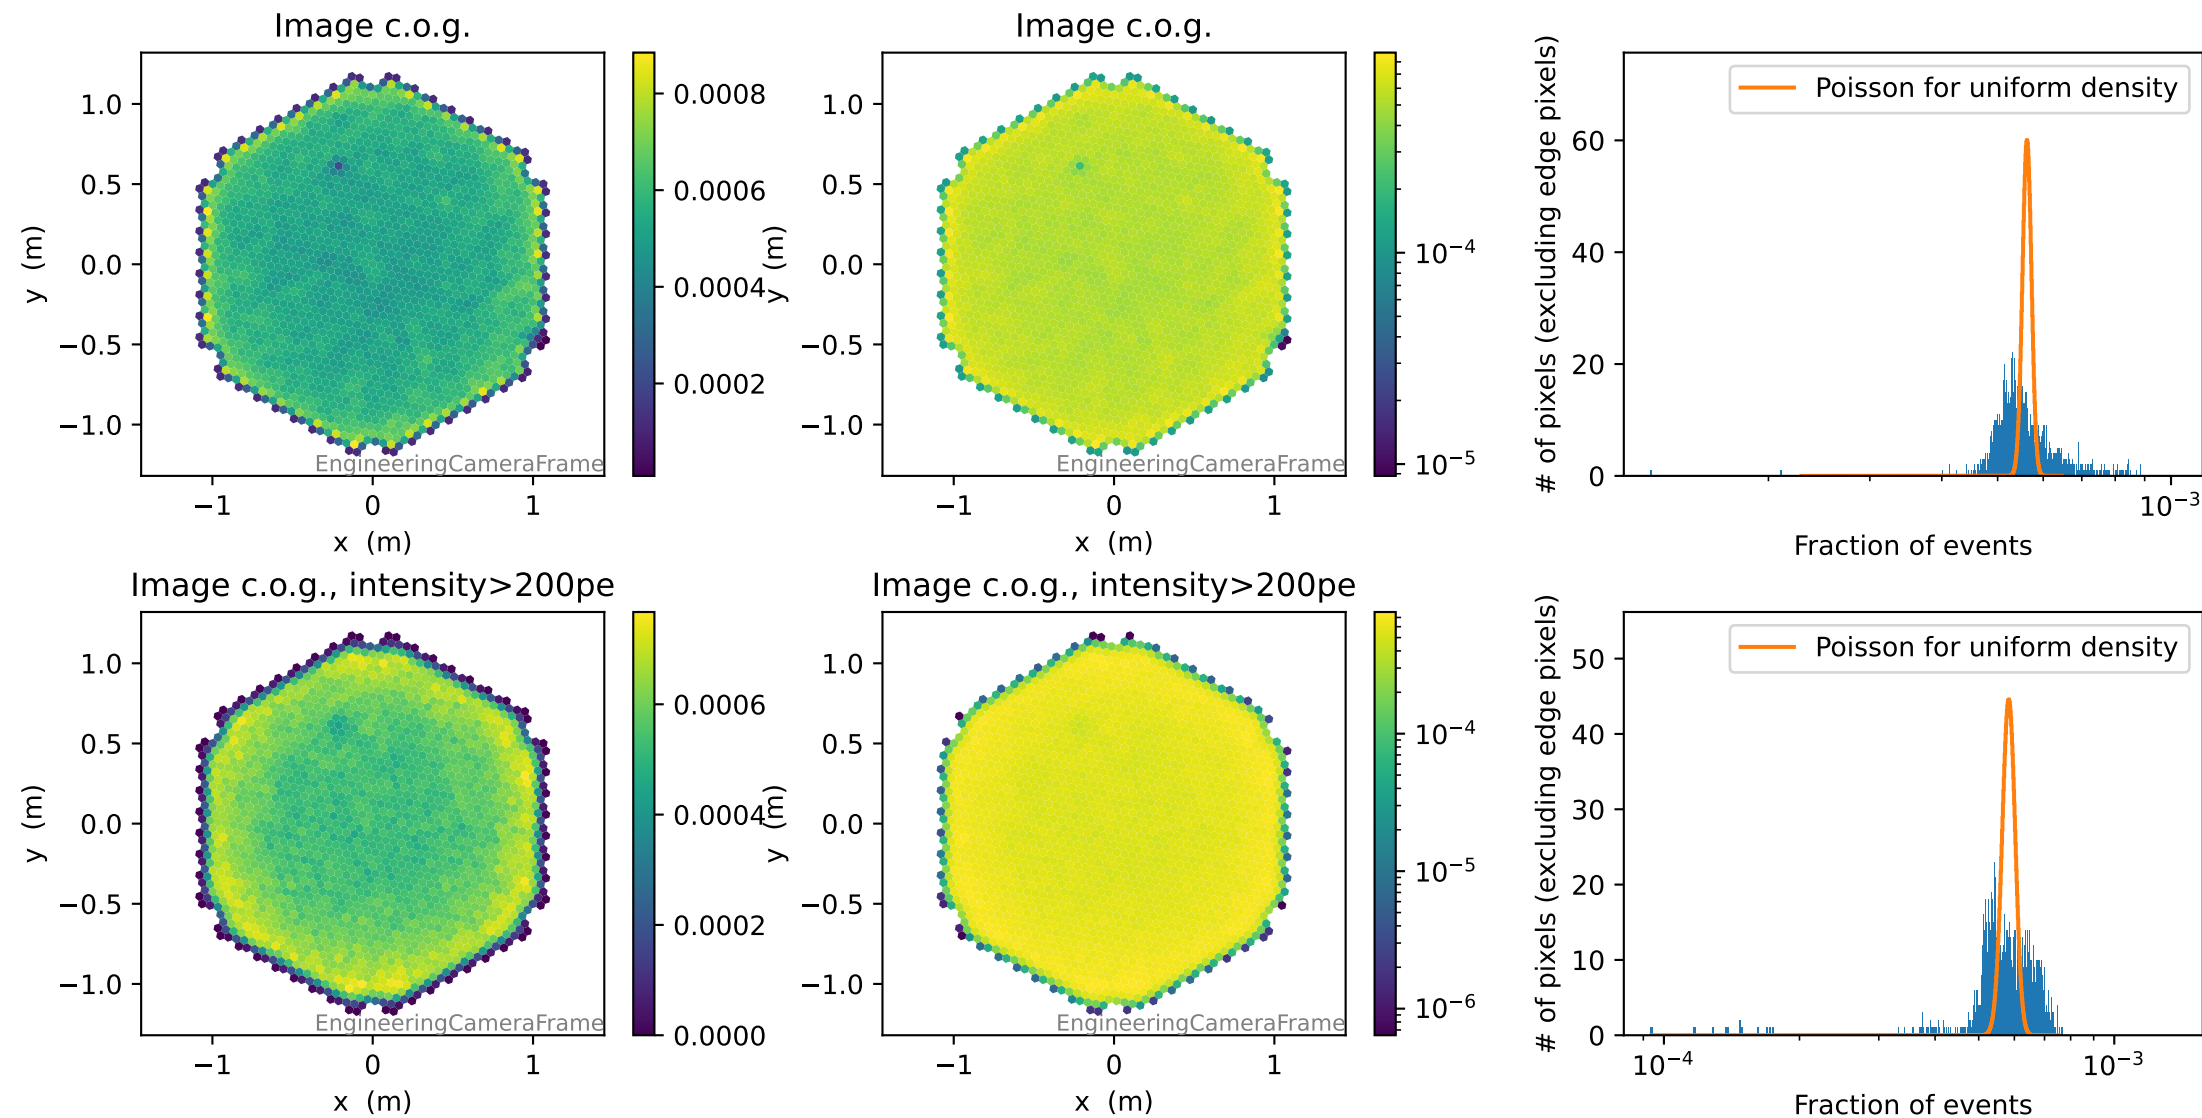 Image c.o.g.
1.0
0.5
0.0
−0.5
−1.0
y (m)
−1 0 1
x (m)
EngineeringCameraFrame
0.0008
0.0006
0.0004
0.0002
Image c.o.g.
1.0
0.5
0.0
−0.5
−1.0
y (m)
−1 0 1
x (m)
EngineeringCameraFrame
10⁻⁴
10⁻⁵
# of pixels (excluding edge pixels)
60
40
20
0
Poisson for uniform density
10⁻³
Fraction of events
Image c.o.g., intensity>200pe
1.0
0.5
0.0
−0.5
−1.0
y (m)
−1 0 1
x (m)
EngineeringCameraFrame
0.0006
0.0004
0.0002
0.0000
Image c.o.g., intensity>200pe
1.0
0.5
0.0
−0.5
−1.0
y (m)
−1 0 1
x (m)
EngineeringCameraFrame
10⁻⁴
10⁻⁵
10⁻⁶
# of pixels (excluding edge pixels)
50
40
30
20
10
0
Poisson for uniform density
10⁻⁴ 10⁻³
Fraction of events